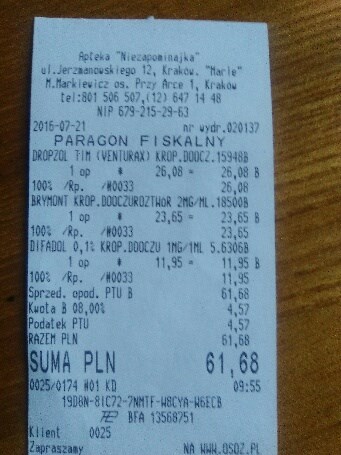 Apteka "Niezapominajka"
ul.Jerzmanowskiego 12, Kraków, "Marie"
M.Markiewicz os. Przy Arce 1, Kraków
tel:801 506 507,(12) 647 14 48
NIP 679-215-29-63
2016-07-21 nr wydr.020137
PARAGON FISKALNY
DROPZOL TIM (VENTURAX) KROP.DOOCZ.15948B
1 op * 26,08 = 26,08 B
100% /Rp. /#0033 26,08
BRYMONT KROP.DOOCZUROZTWóR 2MG/ML.18500B
1 op * 23,65 = 23,65 B
100% /Rp. /#0033 23,65
DIFADOL 0,1% KROP.DOOCZU 1MG/1ML 5.6306B
1 op * 11,95 = 11,95 B
100% /Rp. /#0033 11,95
Sprzed. opod. PTU B 61,68
Kwota B 08,00% 4,57
Podatek PTU 4,57
RAZEM PLN 61,68
SUMA PLN 61,68
0025/0174 #01 KD 09:55
19D8N-8IC72-7NMTF-W8CYA-W6ECB
BFA 13568751
Klient 0025
Zapraszamy NA WWW.OSOZ.PL